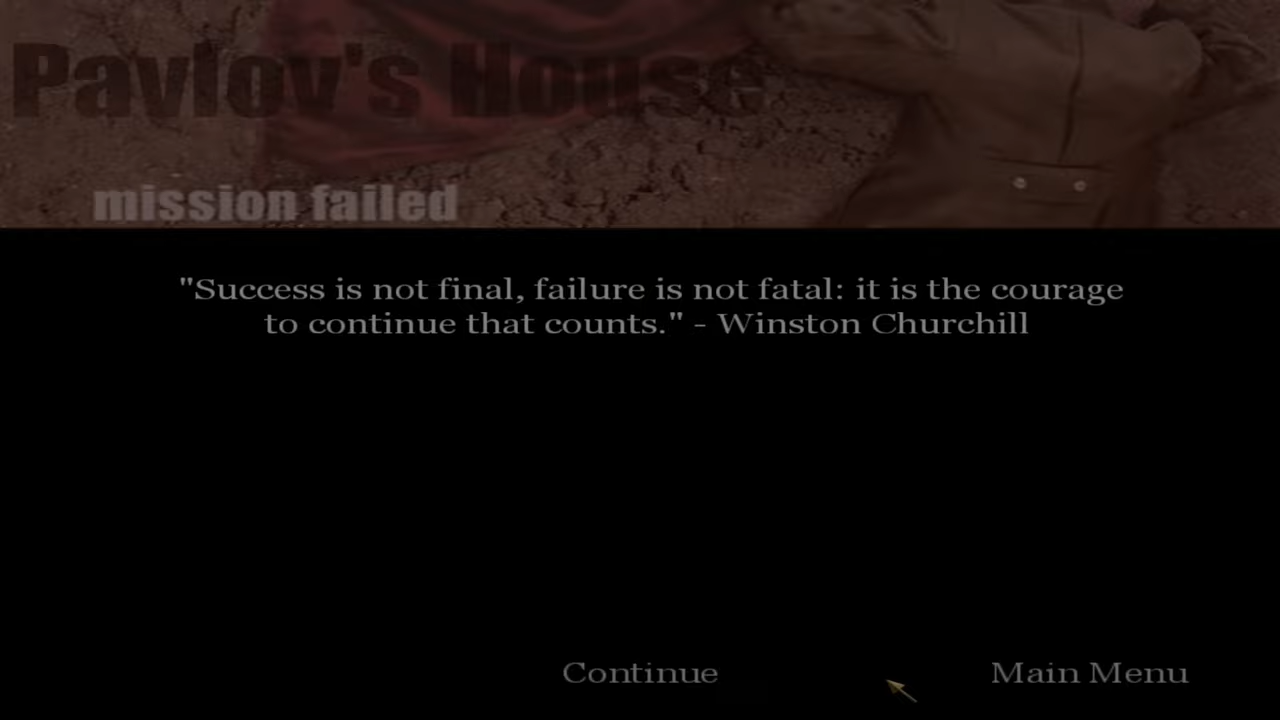 Pavlov's House
mission failed
"Success is not final, failure is not fatal: it is the courage
to continue that counts." - Winston Churchill
Continue
Main Menu